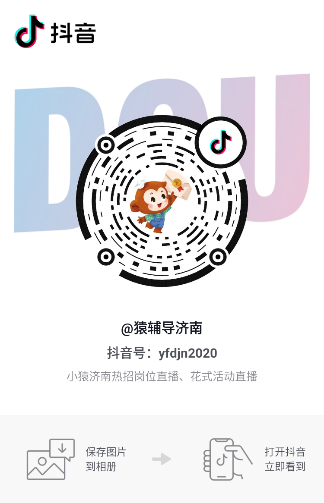 抖音
DOU
@猿辅导济南
抖音号：yfdjn2020
小猿济南热招岗位直播、花式活动直播
保存图片
到相册
打开抖音
立即看到